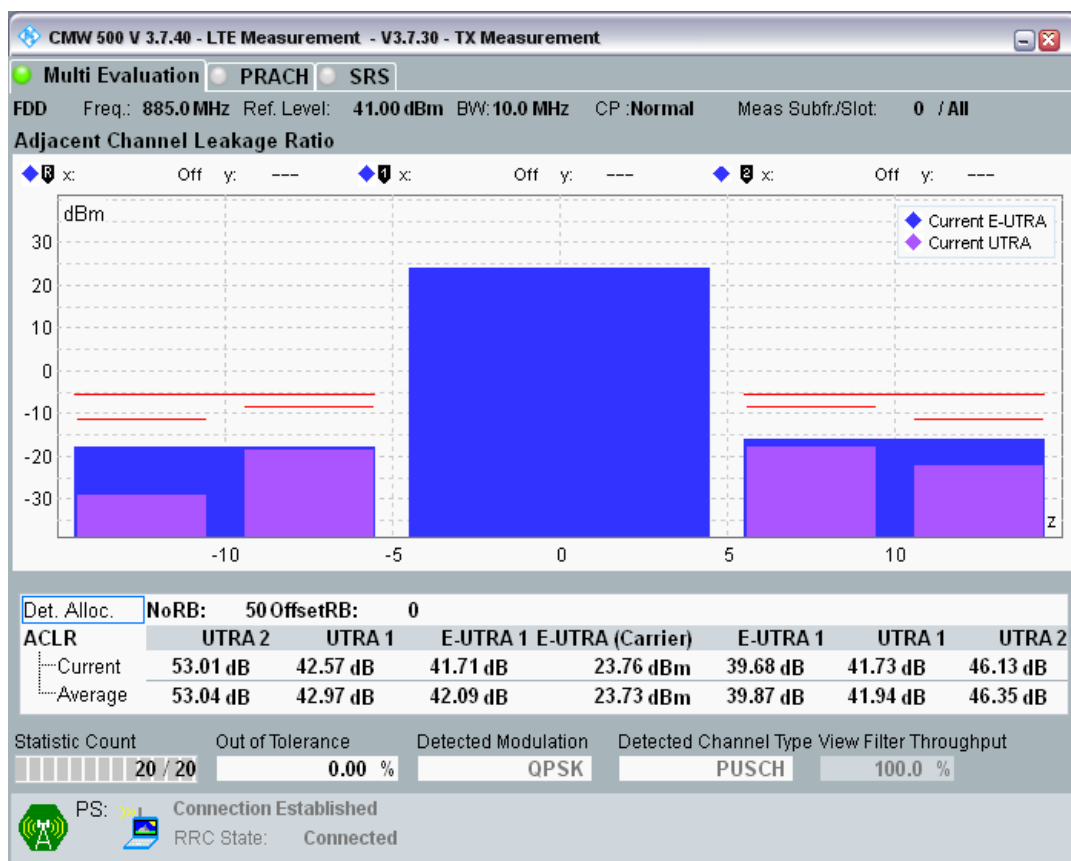 CMW 500 V 3.7.40 - LTE Measurement - V3.7.30 - TX Measurement
Multi Evaluation PRACH SRS
FDD Freq.: 885.0 MHz Ref. Level: 41.00 dBm BW: 10.0 MHz CP :Normal Meas Subfr./Slot: 0 / All
Adjacent Channel Leakage Ratio
R x: Off y: --- 1 x: Off y: --- 2 x: Off y: ---
dBm
Current E-UTRA
Current UTRA
30
20
10
0
-10
-20
-30
z
-10 -5 0 5 10
Det. Alloc. NoRB: 50 OffsetRB: 0
ACLR UTRA 2 UTRA 1 E-UTRA 1 E-UTRA (Carrier) E-UTRA 1 UTRA 1 UTRA 2
Current 53.01 dB 42.57 dB 41.71 dB 23.76 dBm 39.68 dB 41.73 dB 46.13 dB
Average 53.04 dB 42.97 dB 42.09 dB 23.73 dBm 39.87 dB 41.94 dB 46.35 dB
Statistic Count Out of Tolerance Detected Modulation Detected Channel Type View Filter Throughput
20 / 20 0.00 % QPSK PUSCH 100.0 %
PS: Connection Established
RRC State: Connected